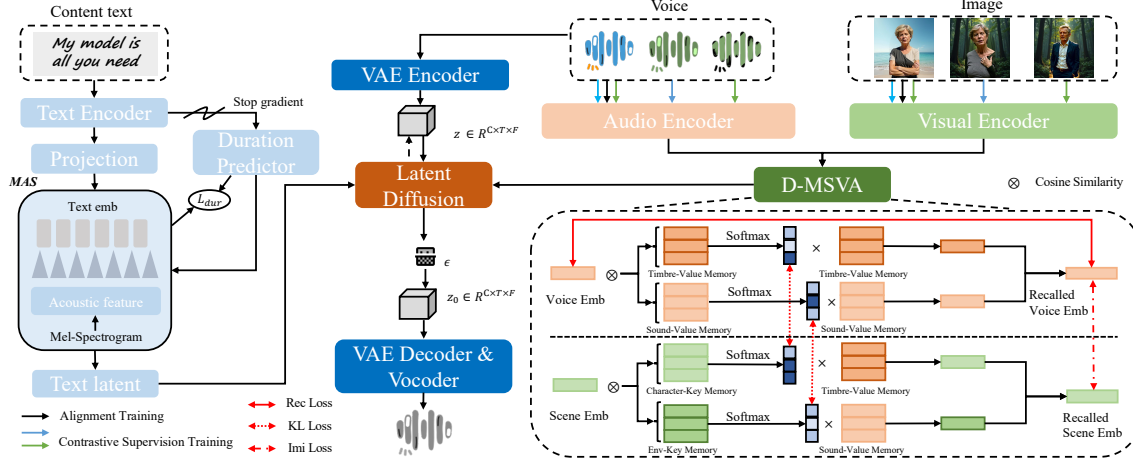 Content text
My model is
all you need
Text Encoder
Stop gradient
Projection
Duration
Predictor
MAS
L_dur
Text emb
Acoustic feature
Mel-Spectrogram
Text latent
Alignment Training
Contrastive Supervision Training
Rec Loss
KL Loss
Imi Loss
VAE Encoder
z ∈ R^{C×T×F}
Latent
Diffusion
ϵ
z_0 ∈ R^{C×T×F}
VAE Decoder &
Vocoder
Voice
Image
Audio Encoder
Visual Encoder
D-MSVA
⊗ Cosine Similarity
Voice Emb
⊗
Timbre-Value Memory
Softmax
×
Timbre-Value Memory
Sound-Value Memory
Softmax
×
Sound-Value Memory
Recalled
Voice Emb
Scene Emb
⊗
Character-Key Memory
Softmax
×
Timbre-Value Memory
Env-Key Memory
Softmax
×
Sound-Value Memory
Recalled
Scene Emb